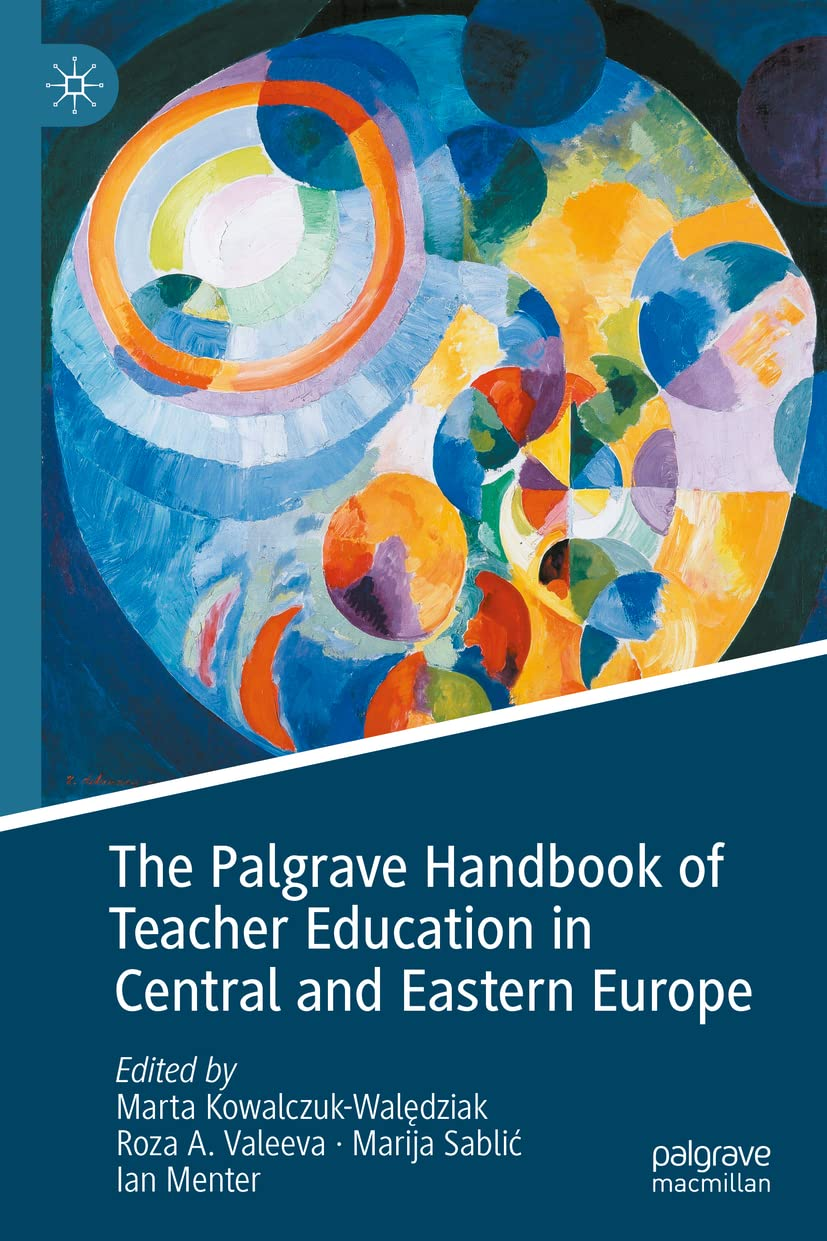 The Palgrave Handbook of
Teacher Education in
Central and Eastern Europe
Edited by
Marta Kowalczuk-Walędziak
Roza A. Valeeva · Marija Sablić
Ian Menter
palgrave
macmillan